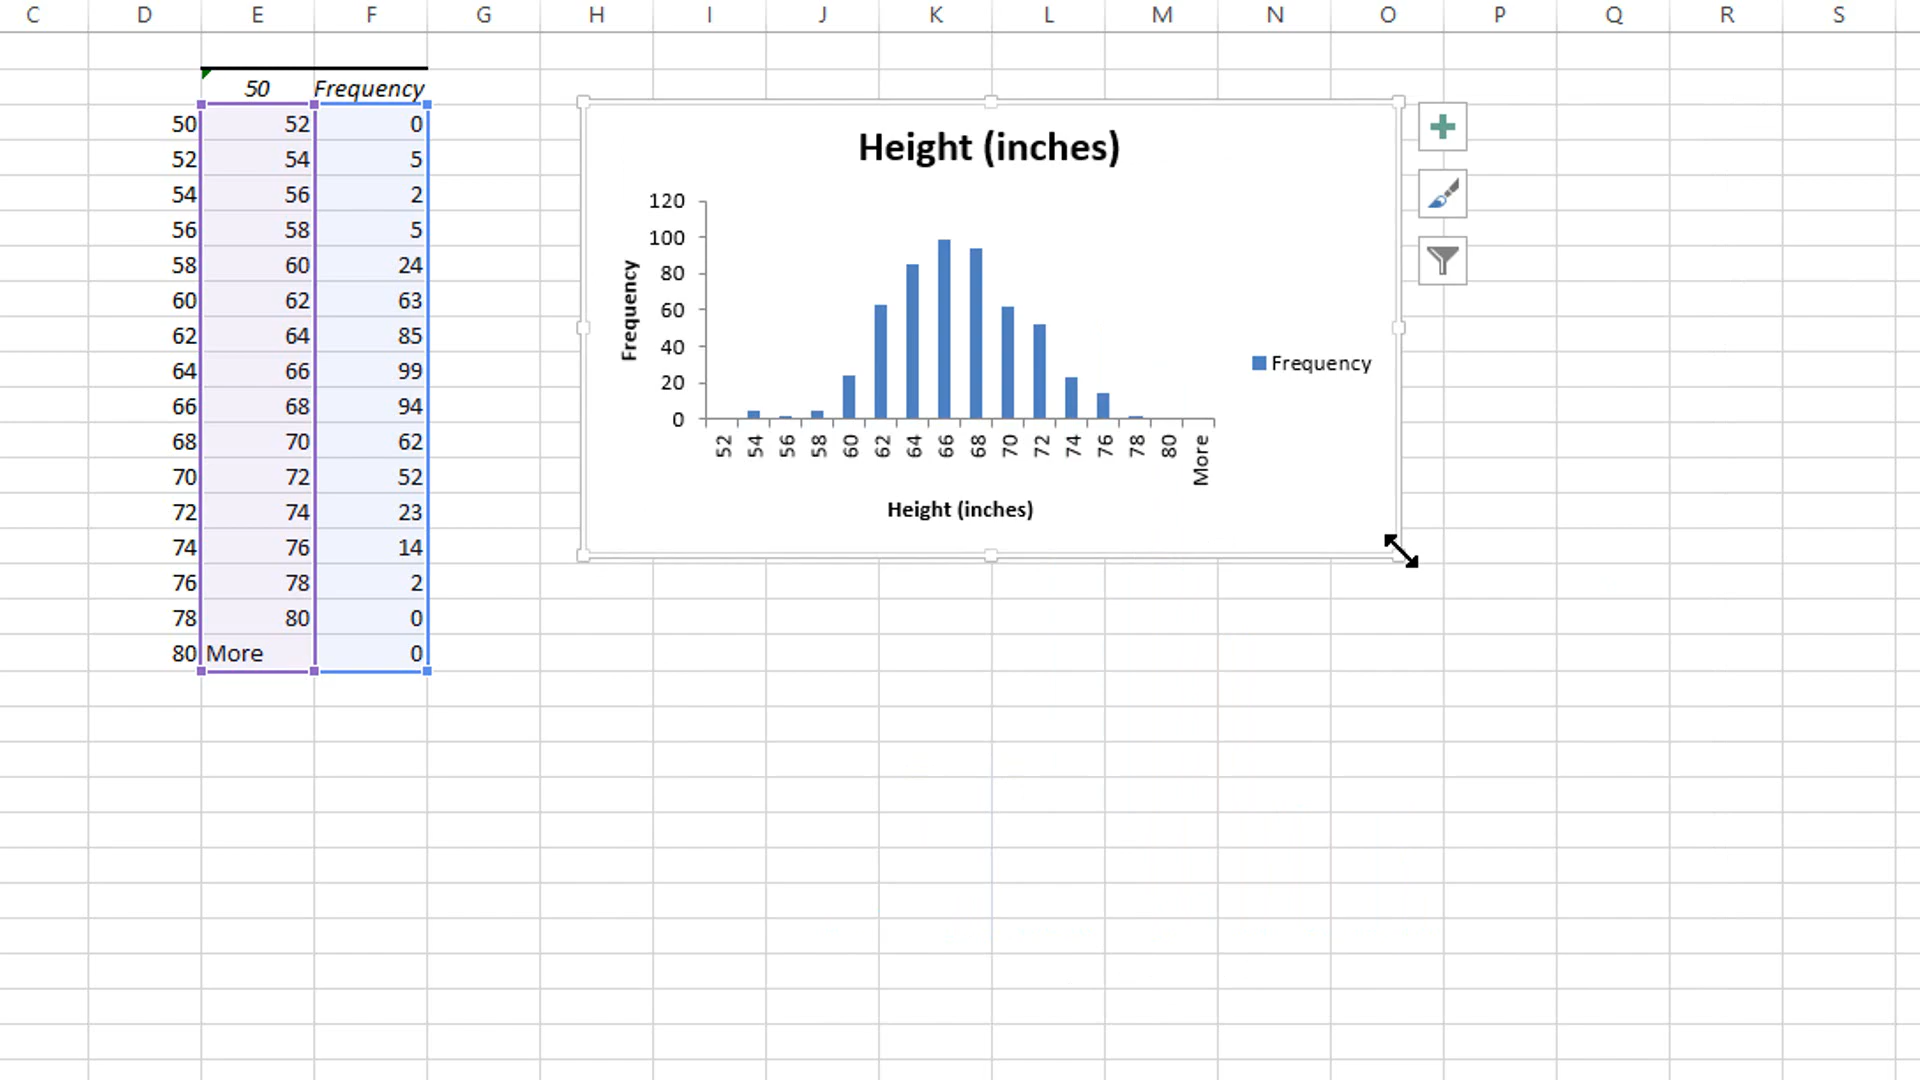 C D E F G H I J K L M N O P Q R S
50 Frequency
50 52 0
52 54 5
54 56 2
56 58 5
58 60 24
60 62 63
62 64 85
64 66 99
66 68 94
68 70 62
70 72 52
72 74 23
74 76 14
76 78 2
78 80 0
80 More 0
Height (inches)
120
100
80
60
40
20
0
Frequency
52 54 56 58 60 62 64 66 68 70 72 74 76 78 80 More
Height (inches)
Frequency